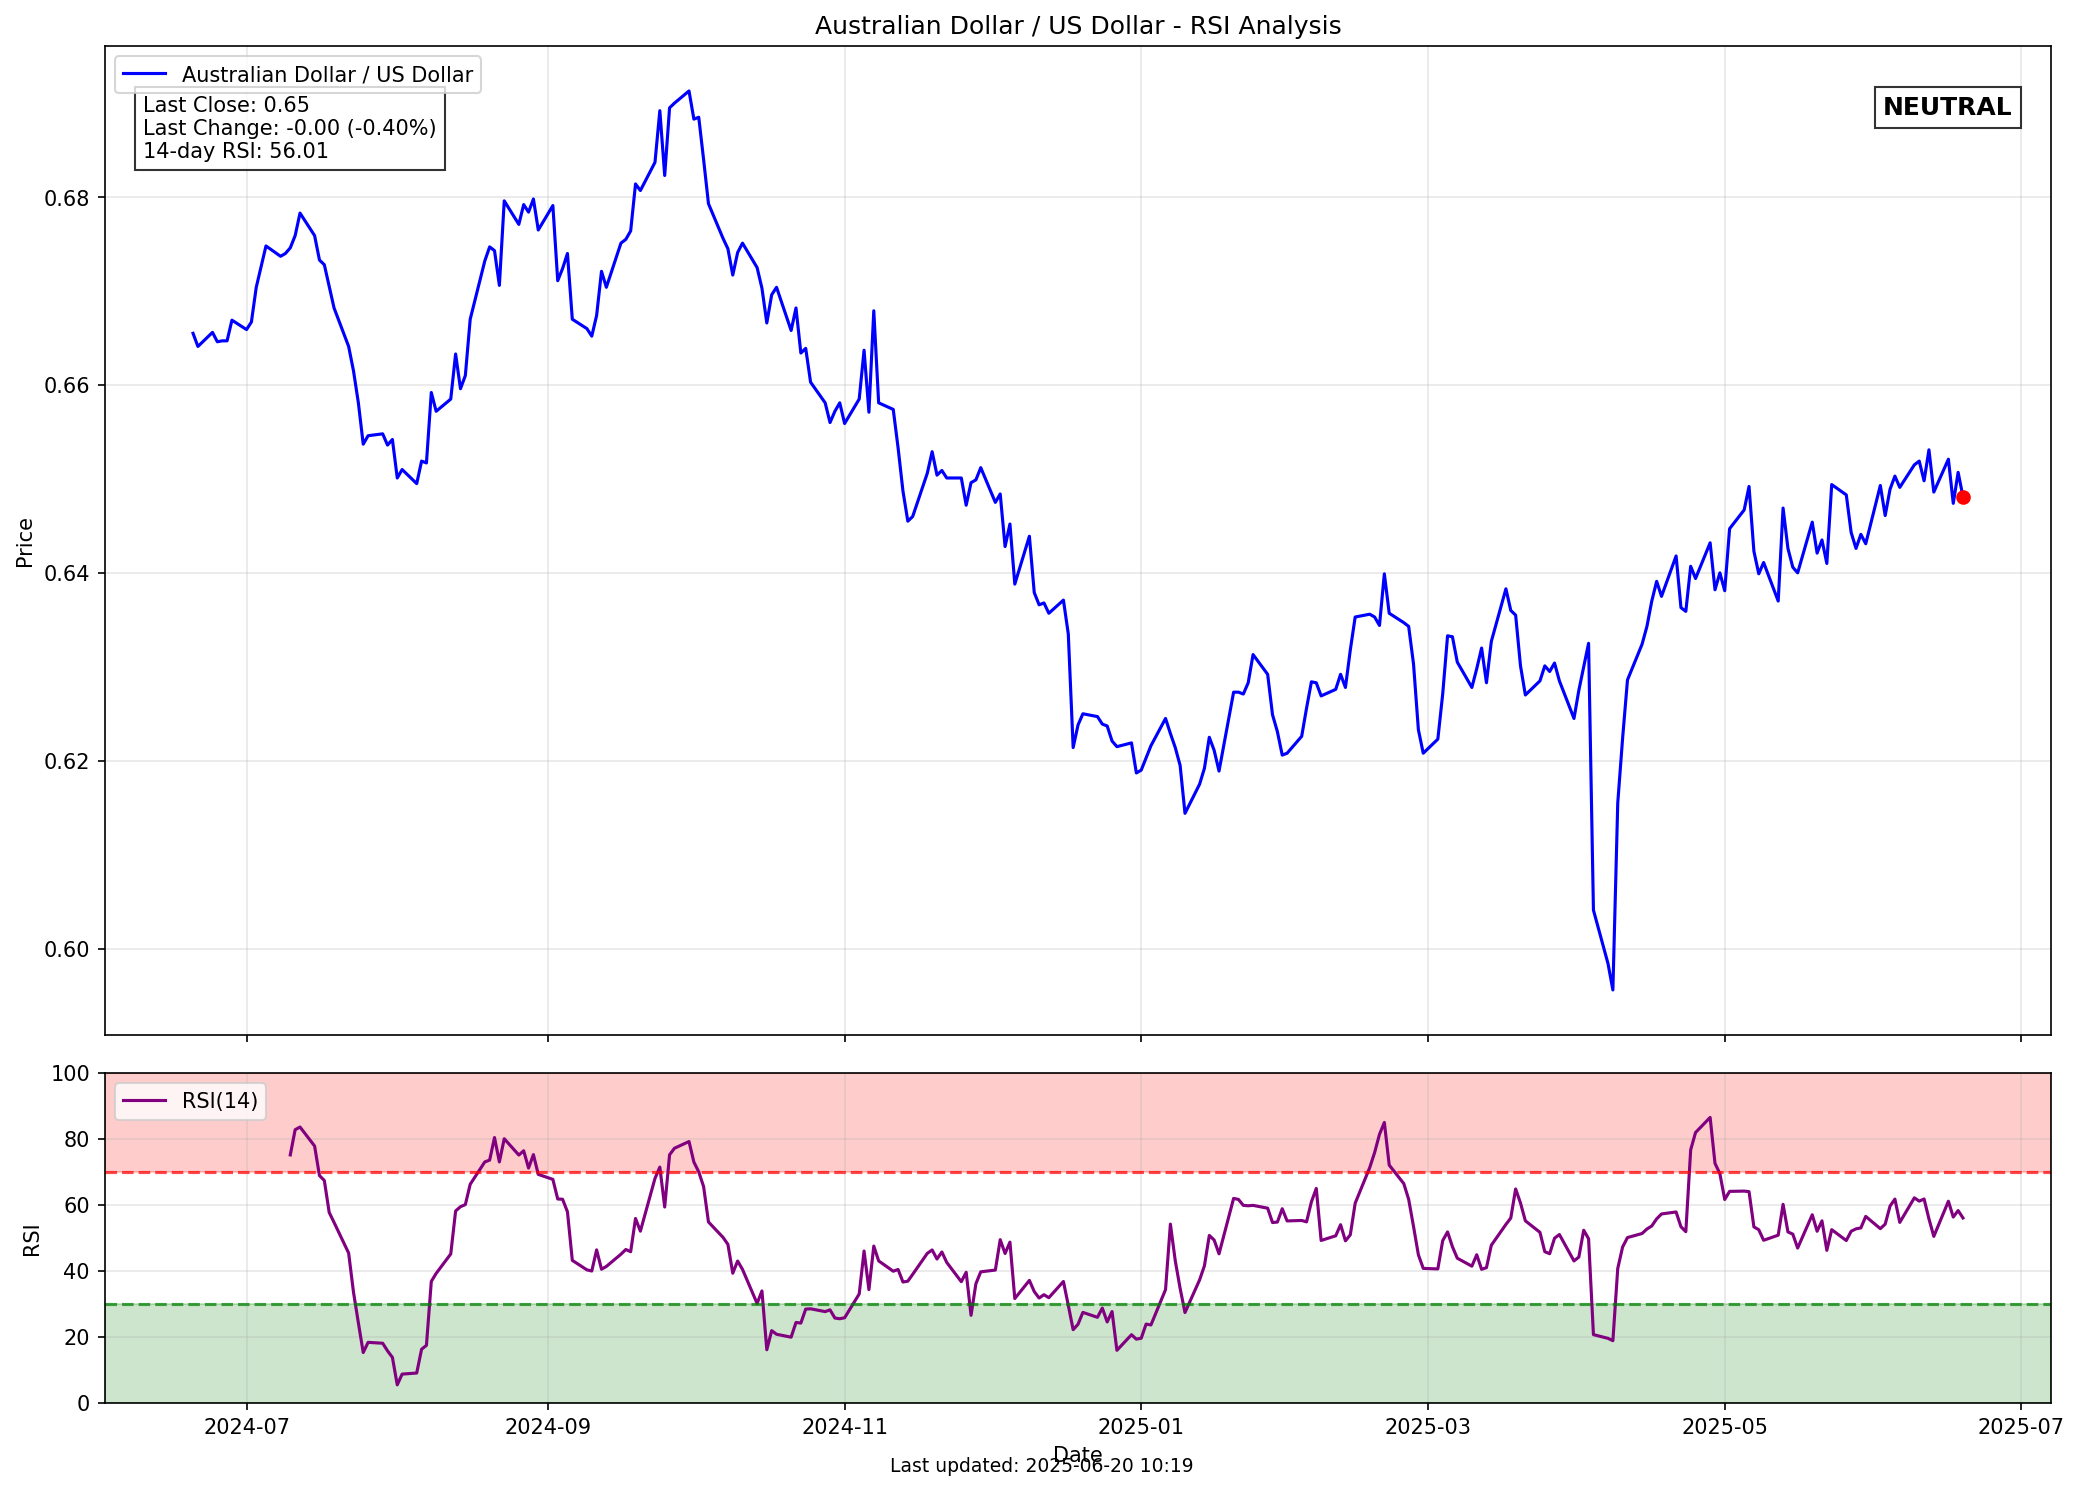 Australian Dollar / US Dollar - RSI Analysis
Australian Dollar / US Dollar
Last Close: 0.65
Last Change: -0.00 (-0.40%)
14-day RSI: 56.01
NEUTRAL
0.68
0.66
0.64
0.62
0.60
Price
100
80
60
40
20
0
RSI
RSI(14)
2024-07
2024-09
2024-11
2025-01
2025-03
2025-05
2025-07
Date
Last updated: 2025-06-20 10:19